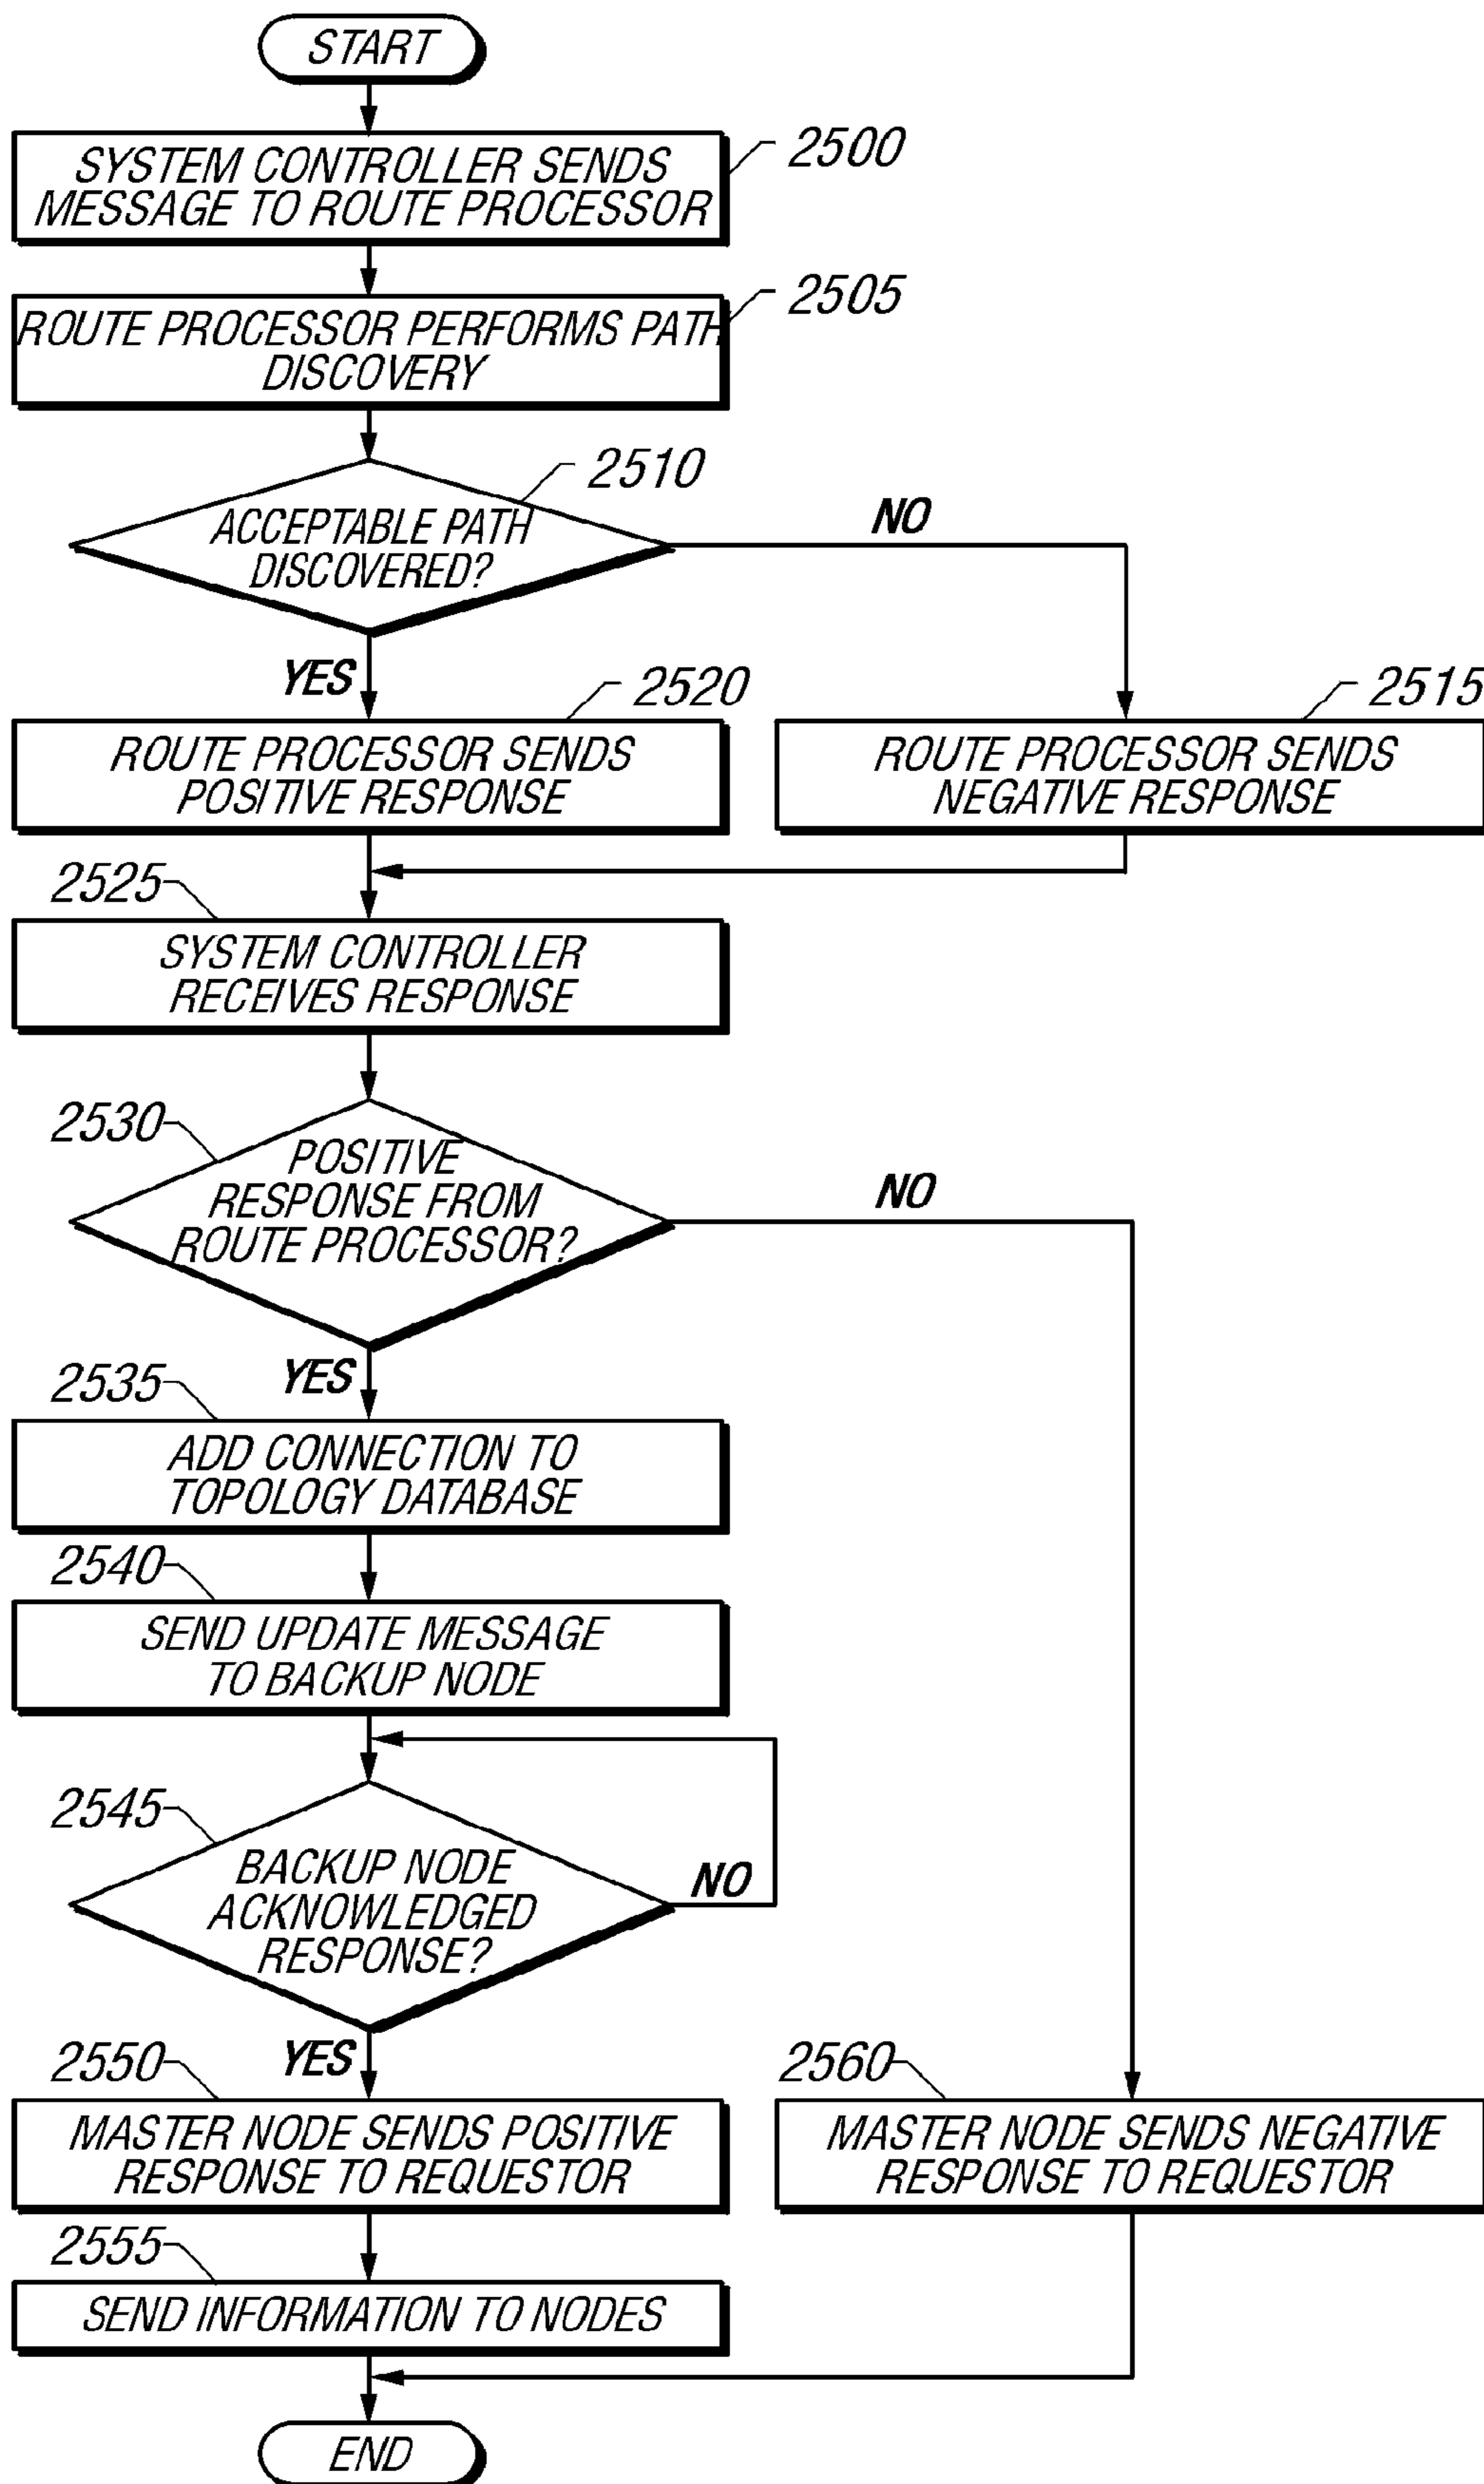 START
2500
SYSTEM CONTROLLER SENDS
MESSAGE TO ROUTE PROCESSOR
2505
ROUTE PROCESSOR PERFORMS PATH
DISCOVERY
2510
ACCEPTABLE PATH
DISCOVERED?
NO
YES
2520
2515
ROUTE PROCESSOR SENDS
POSITIVE RESPONSE
ROUTE PROCESSOR SENDS
NEGATIVE RESPONSE
2525
SYSTEM CONTROLLER
RECEIVES RESPONSE
2530
POSITIVE
RESPONSE FROM
ROUTE PROCESSOR?
NO
YES
2535
ADD CONNECTION TO
TOPOLOGY DATABASE
2540
SEND UPDATE MESSAGE
TO BACKUP NODE
2545
BACKUP NODE
ACKNOWLEDGED
RESPONSE?
NO
YES
2550
2560
MASTER NODE SENDS POSITIVE
RESPONSE TO REQUESTOR
MASTER NODE SENDS NEGATIVE
RESPONSE TO REQUESTOR
2555
SEND INFORMATION TO NODES
END